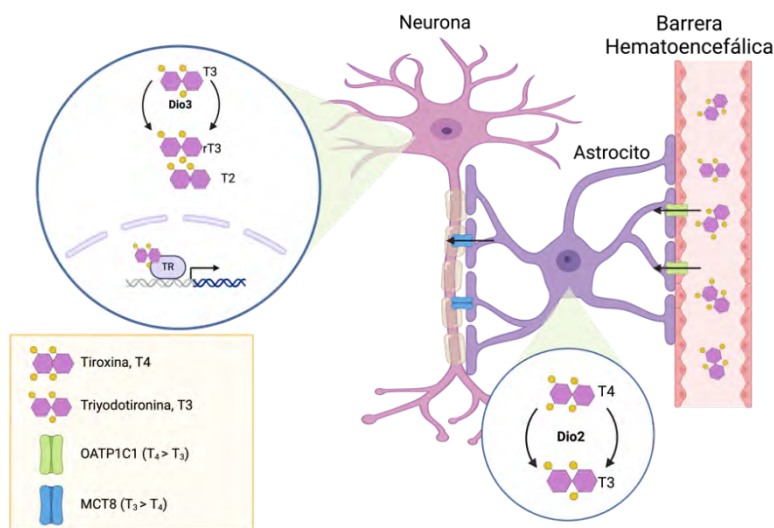 Neurona
Barrera
Hematoencefálica
T3
Dio3
rT3
T2
TR
Astrocito
T4
Dio2
T3
Tiroxina, T4
Triyodotironina, T3
OATP1C1 (T₄ > T₃)
MCT8 (T₃ > T₄)